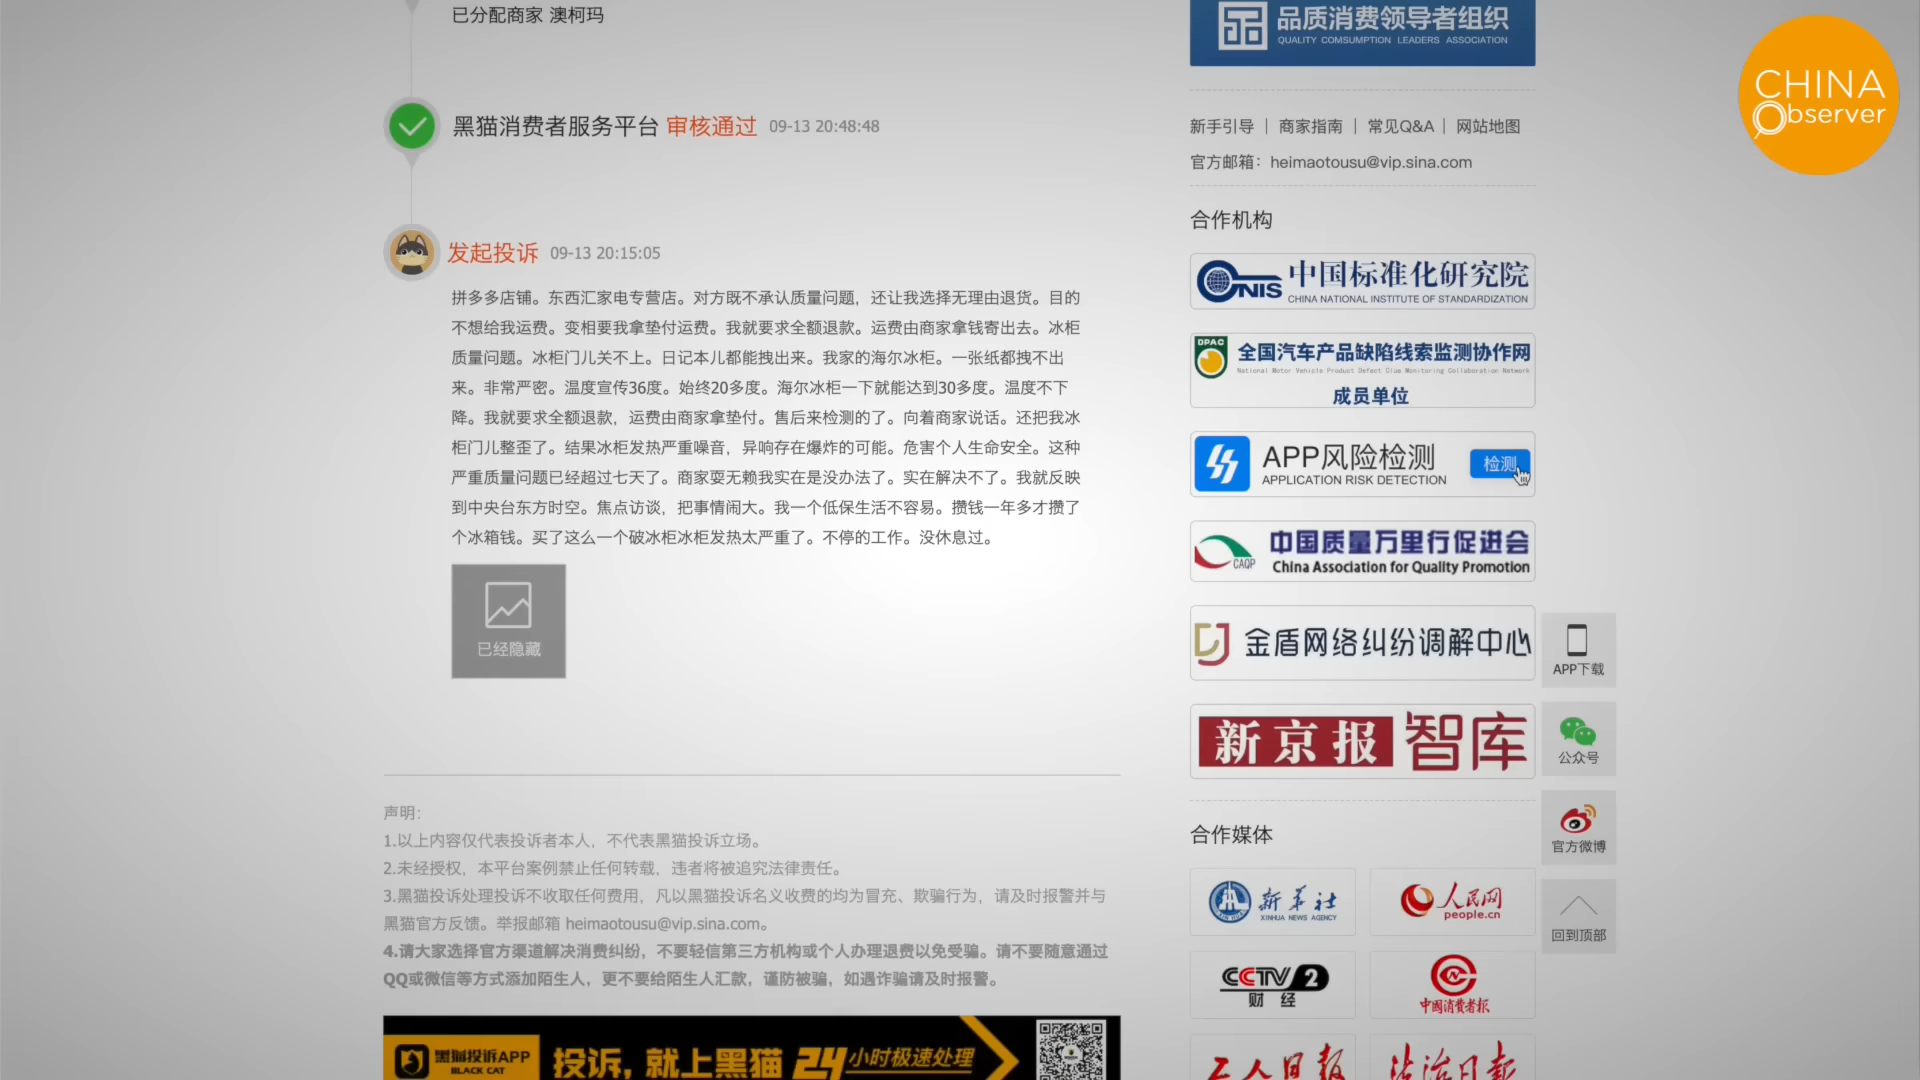 已分配商家 澳柯玛
黑猫消费者服务平台 审核通过 09-13 20:48:48
发起投诉 09-13 20:15:05
拼多多店铺。东西汇家电专营店。对方既不承认质量问题，还让我选择无理由退货。目的
不想给我运费。变相要我拿垫付运费。我就要求全额退款。运费由商家拿钱寄出去。冰柜
质量问题。冰柜门儿关不上。日记本儿都能拽出来。我家的海尔冰柜。一张纸都拽不出
来。非常严密。温度宣传36度。始终20多度。海尔冰柜一下就能达到30多度。温度不下
降。我就要求全额退款，运费由商家拿垫付。售后来检测的了。向着商家说话。还把我冰
柜门儿整歪了。结果冰柜发热严重噪音，异响存在爆炸的可能。危害个人生命安全。这种
严重质量问题已经超过七天了。商家耍无赖我实在是没办法了。实在解决不了。我就反映
到中央台东方时空。焦点访谈，把事情闹大。我一个低保生活不容易。攒钱一年多才攒了
个冰箱钱。买了这么一个破冰柜冰柜发热太严重了。不停的工作。没休息过。
已经隐藏
声明：
1.以上内容仅代表投诉者本人，不代表黑猫投诉立场。
2.未经授权，本平台案例禁止任何转载，违者将被追究法律责任。
3.黑猫投诉处理投诉不收取任何费用，凡以黑猫投诉名义收费的均为冒充、欺骗行为，请及时报警并与
黑猫官方反馈。举报邮箱 heimaotousu@vip.sina.com。
4.请大家选择官方渠道解决消费纠纷，不要轻信第三方机构或个人办理退费以免受骗。请不要随意通过
QQ或微信等方式添加陌生人，更不要给陌生人汇款，谨防被骗，如遇诈骗请及时报警。
黑猫投诉APP
BLACK CAT
投诉，就上黑猫 24小时极速处理
品质消费领导者组织
QUALITY COMSUMPTION LEADERS ASSOCIATION
新手引导 | 商家指南 | 常见Q&A | 网站地图
官方邮箱：heimaotousu@vip.sina.com
合作机构
CNIS 中国标准化研究院
CHINA NATIONAL INSTITUTE OF STANDARDIZATION
DPAC
全国汽车产品缺陷线索监测协作网
National Motor Vehicle Product Defect Clue Monitoring Collaboration Network
成员单位
APP风险检测
APPLICATION RISK DETECTION
检测
CAQP
中国质量万里行促进会
China Association for Quality Promotion
金盾网络纠纷调解中心
新京报 智库
合作媒体
新华社
XINHUA NEWS AGENCY
人民网
people.cn
CCTV 2
财经
中國消费者报
工人日报
法治日报
APP下载
公众号
官方微博
回到顶部
CHINA
Observer